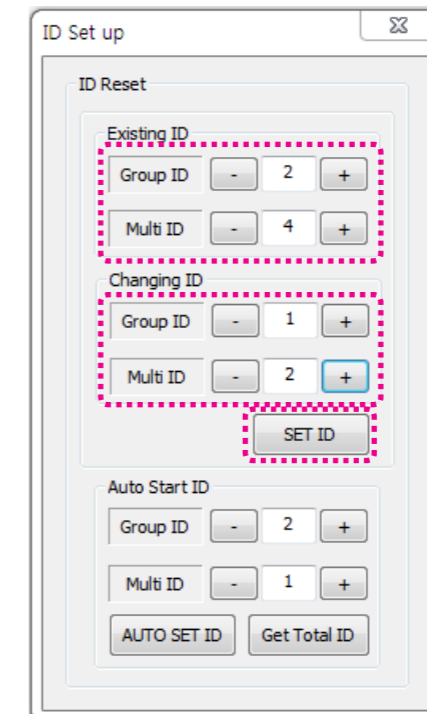 ID Set up
ID Reset
Existing ID
Group ID - 2 +
Multi ID - 4 +
Changing ID
Group ID - 1 +
Multi ID - 2 +
SET ID
Auto Start ID
Group ID - 2 +
Multi ID - 1 +
AUTO SET ID Get Total ID